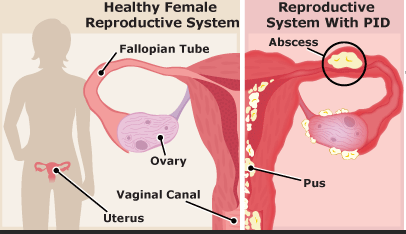 Healthy Female
Reproductive System
Reproductive
System With PID
Fallopian Tube
Abscess
Ovary
Vaginal Canal
Pus
Uterus